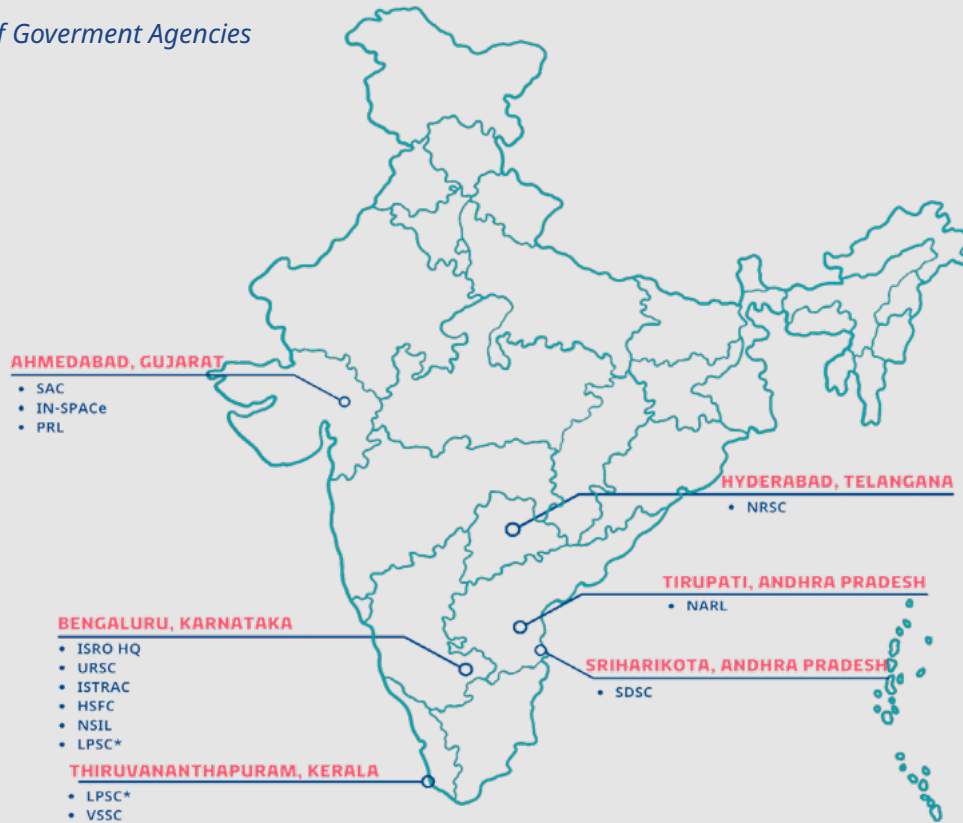 f Goverment Agencies
AHMEDABAD, GUJARAT
• SAC
• IN-SPACe
• PRL
HYDERABAD, TELANGANA
• NRSC
TIRUPATI, ANDHRA PRADESH
• NARL
BENGALURU, KARNATAKA
• ISRO HQ
• URSC
• ISTRAC
• HSFC
• NSIL
• LPSC*
SRIHARIKOTA, ANDHRA PRADESH
• SDSC
THIRUVANANTHAPURAM, KERALA
• LPSC*
• VSSC